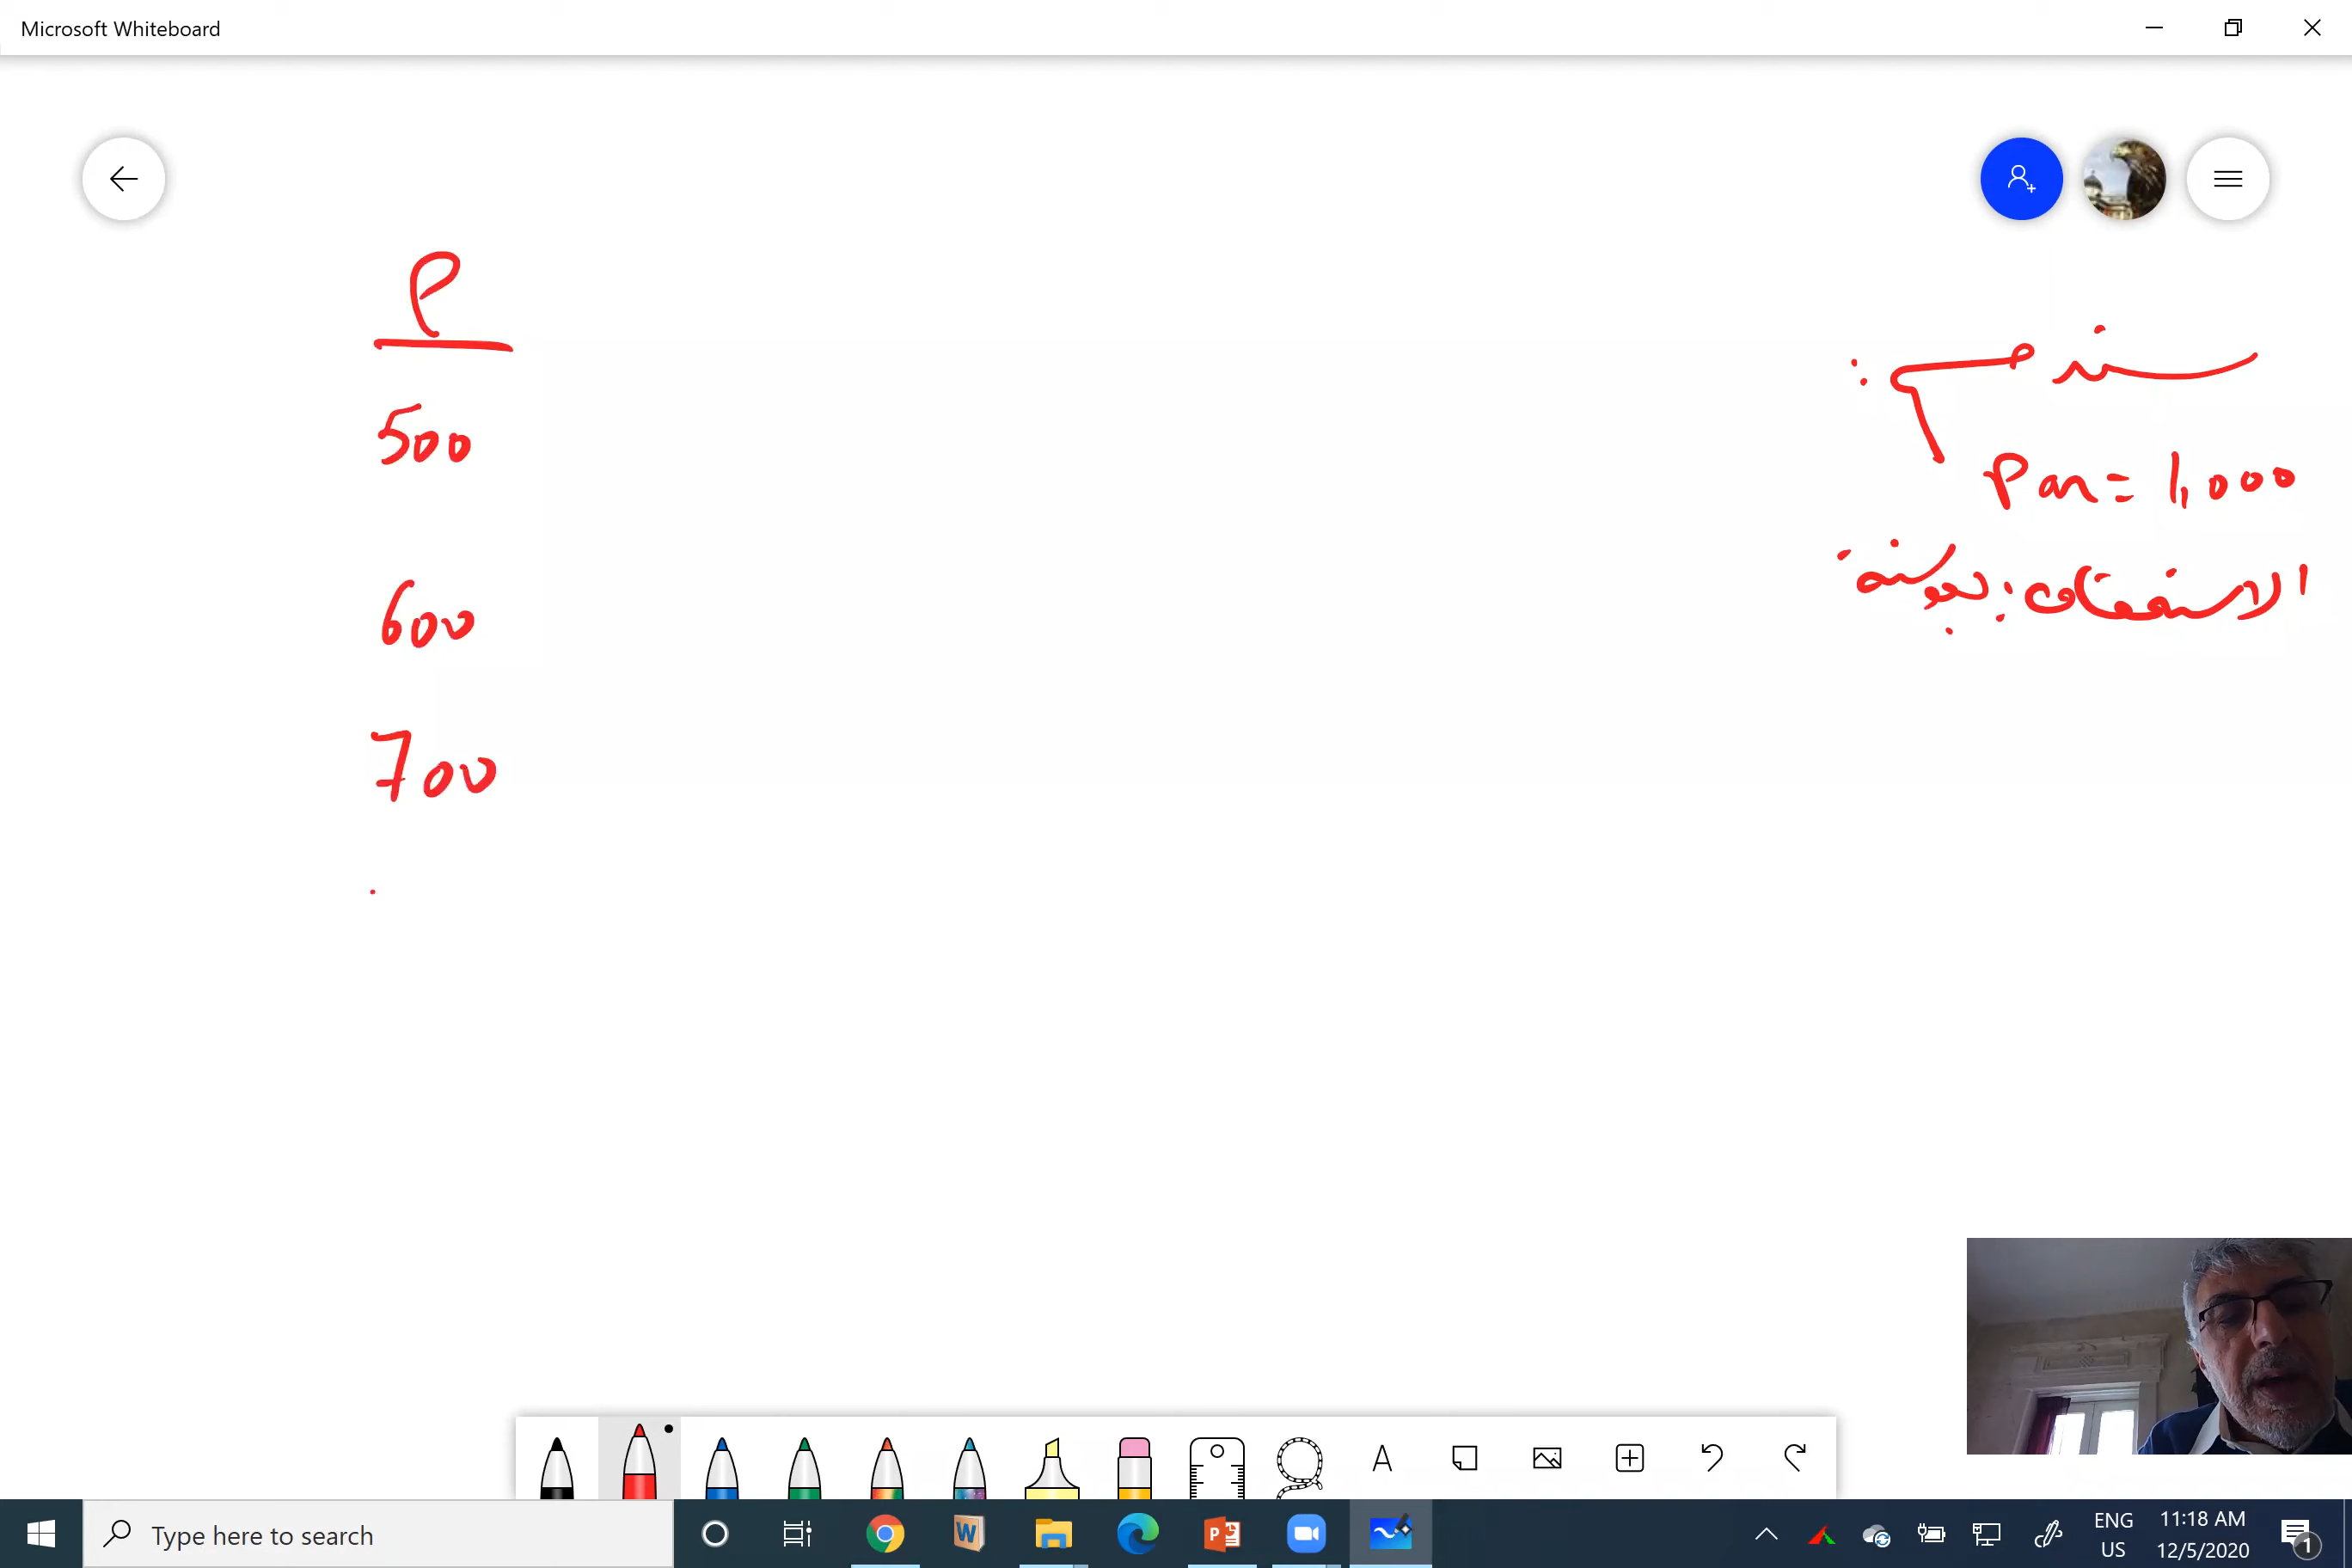 Microsoft Whiteboard
P
500
600
700
سند :
Par = 1,000
الاستحقاق : بعد سنة
Type here to search
ENG
US
11:18 AM
12/5/2020
1